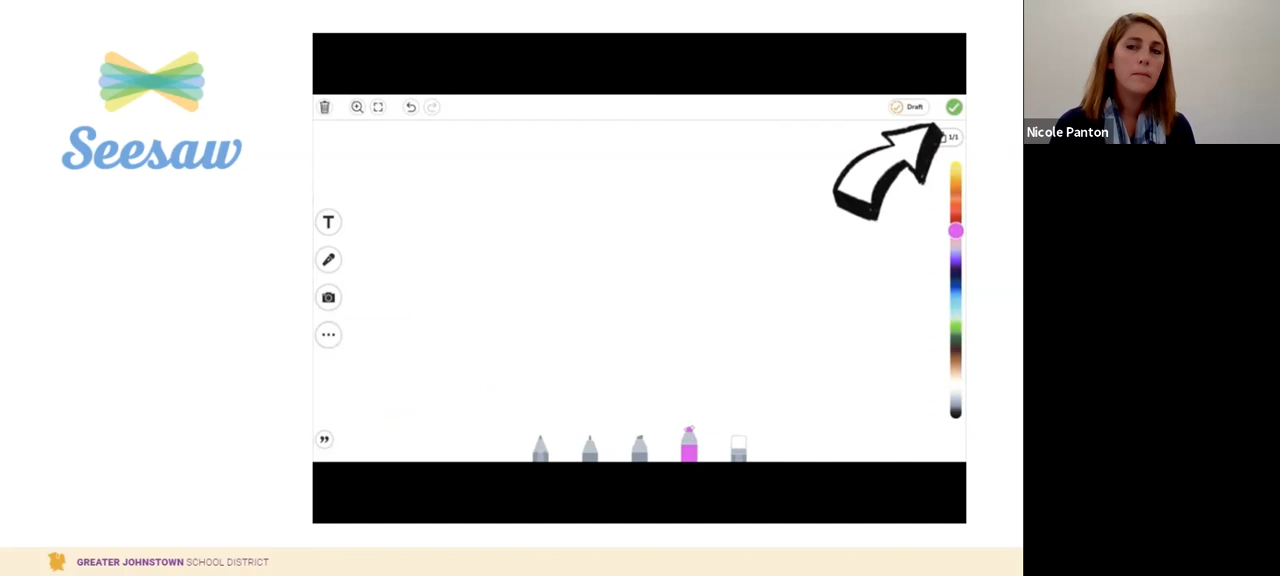 Seesaw
Draft
1/1
T
Nicole Panton
GREATER JOHNSTOWN SCHOOL DISTRICT